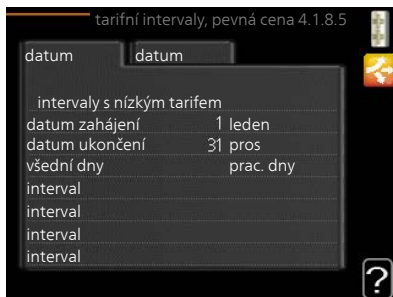 tarifní intervaly, pevná cena 4.1.8.5
datum datum
intervaly s nízkým tarifem
datum zahájení 1 leden
datum ukončení 31 pros
všední dny prac. dny
interval
interval
interval
interval
?